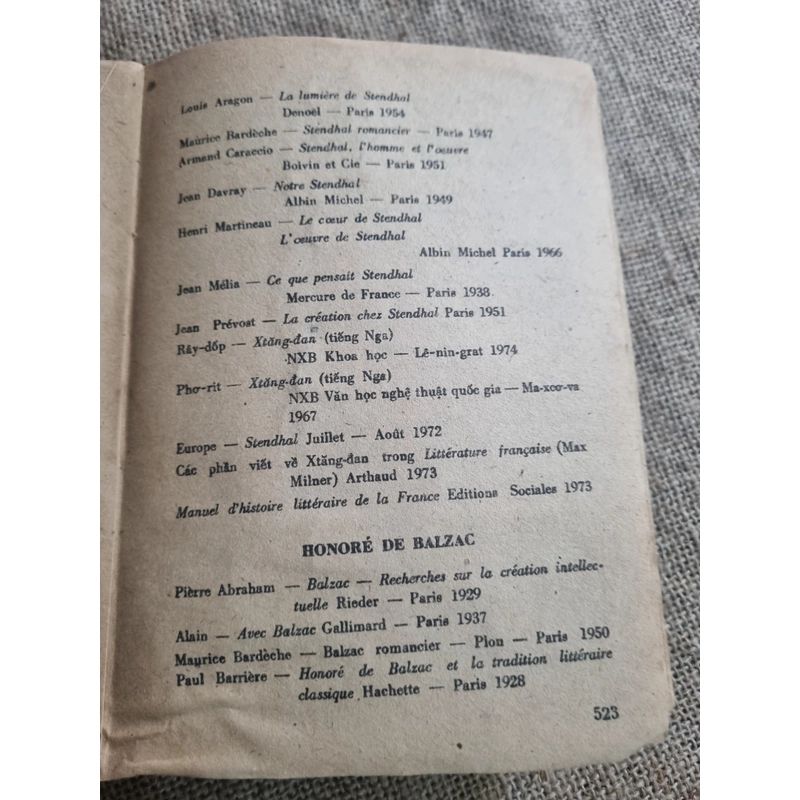 Louis Aragon — La lumière de Stendhal
Denoël — Paris 1954
Maurice Bardèche — Stendhal romancier — Paris 1947
Armand Caraccio — Stendhal, l'homme et l'oeuvre
Boivin et Cie — Paris 1951
Jean Davray — Notre Stendhal
Albin Michel — Paris 1949
Henri Martineau — Le cœur de Stendhal
L'oeuvre de Stendhal
Albin Michel Paris 1966
Jean Mélia — Ce que pensait Stendhal
Mercure de France — Paris 1938
Jean Prévost — La création chez Stendhal Paris 1951
Rây-dốp — Xtăng-đan (tiếng Nga)
NXB Khoa học — Lê-nin-grat 1974
Phơ-rit — Xtăng-đan (tiếng Nga)
NXB Văn học nghệ thuật quốc gia — Ma-xcơ-va
1967
Europe — Stendhal Juillet — Août 1972
Các phần viết về Xtăng-đan trong Littérature française (Max
Milner) Arthaud 1973
Manuel d'histoire littéraire de la France Editions Sociales 1973
HONORÉ DE BALZAC
Pierre Abraham — Balzac — Recherches sur la création intellec-
tuelle Rieder — Paris 1929
Alain — Avec Balzac Gallimard — Paris 1937
Maurice Bardèche — Balzac romancier — Plon — Paris 1950
Paul Barrière — Honoré de Balzac et la tradition littéraire
classique Hachette — Paris 1928
523